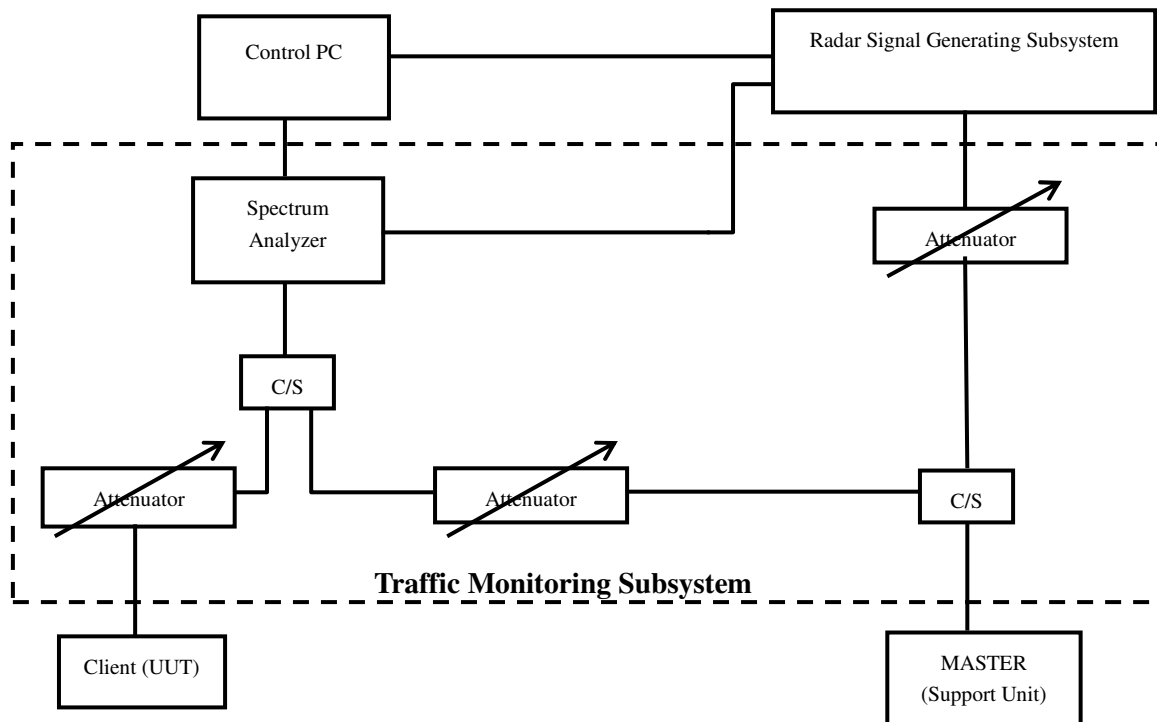 Control PC
Radar Signal Generating Subsystem
Spectrum
Analyzer
Attenuator
C/S
Attenuator
Attenuator
C/S
Traffic Monitoring Subsystem
Client (UUT)
MASTER
(Support Unit)